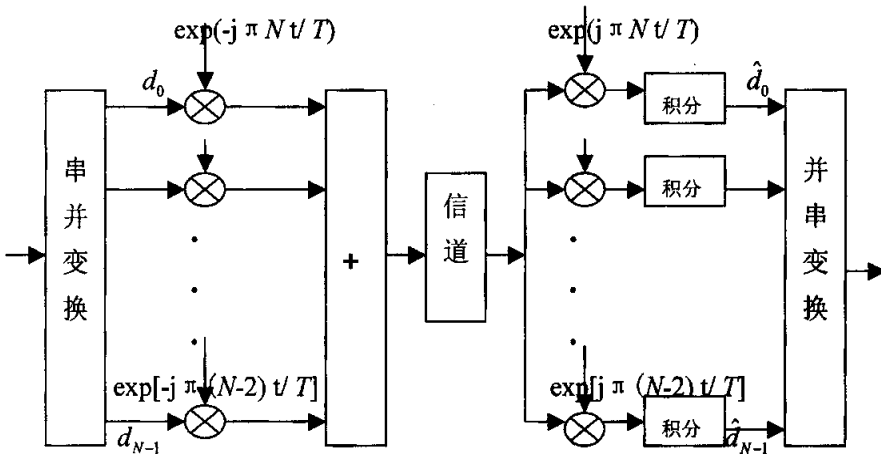 exp(-j π N t/ T)
exp(j π N t/ T)
d₀
积分
d̂₀
串并变换
积分
信道
并串变换
+
exp[-j π (N-2) t/ T]
exp[j π (N-2) t/ T]
d_{N-1}
积分
d̂_{N-1}